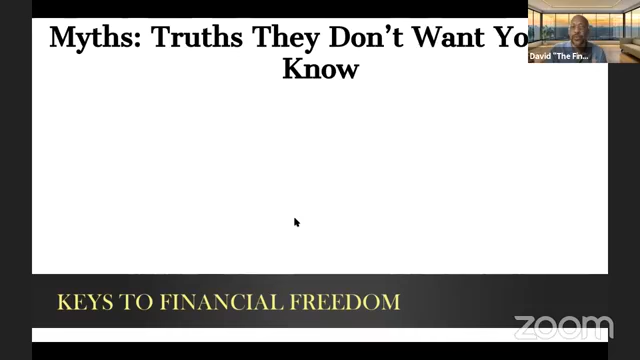 Myths: Truths They Don't Want Yo
Know
David "The Fin...
KEYS TO FINANCIAL FREEDOM
zoom